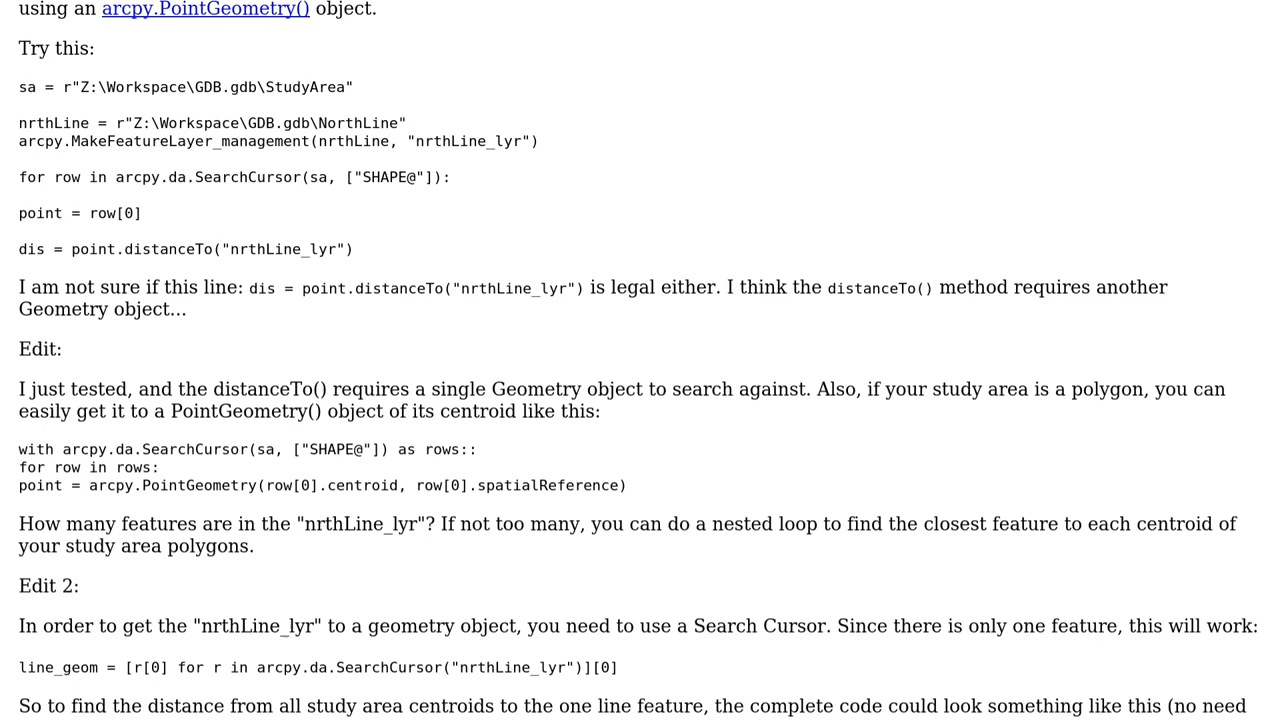 using an arcpy.PointGeometry() object.
Try this:
sa = r"Z:\Workspace\GDB.gdb\StudyArea"
nrthLine = r"Z:\Workspace\GDB.gdb\NorthLine"
arcpy.MakeFeatureLayer_management(nrthLine, "nrthLine_lyr")
for row in arcpy.da.SearchCursor(sa, ["SHAPE@"]):
point = row[0]
dis = point.distanceTo("nrthLine_lyr")
I am not sure if this line: dis = point.distanceTo("nrthLine_lyr") is legal either. I think the distanceTo() method requires another
Geometry object...
Edit:
I just tested, and the distanceTo() requires a single Geometry object to search against. Also, if your study area is a polygon, you can
easily get it to a PointGeometry() object of its centroid like this:
with arcpy.da.SearchCursor(sa, ["SHAPE@"]) as rows::
for row in rows:
point = arcpy.PointGeometry(row[0].centroid, row[0].spatialReference)
How many features are in the "nrthLine_lyr"? If not too many, you can do a nested loop to find the closest feature to each centroid of
your study area polygons.
Edit 2:
In order to get the "nrthLine_lyr" to a geometry object, you need to use a Search Cursor. Since there is only one feature, this will work:
line_geom = [r[0] for r in arcpy.da.SearchCursor("nrthLine_lyr")][0]
So to find the distance from all study area centroids to the one line feature, the complete code could look something like this (no need